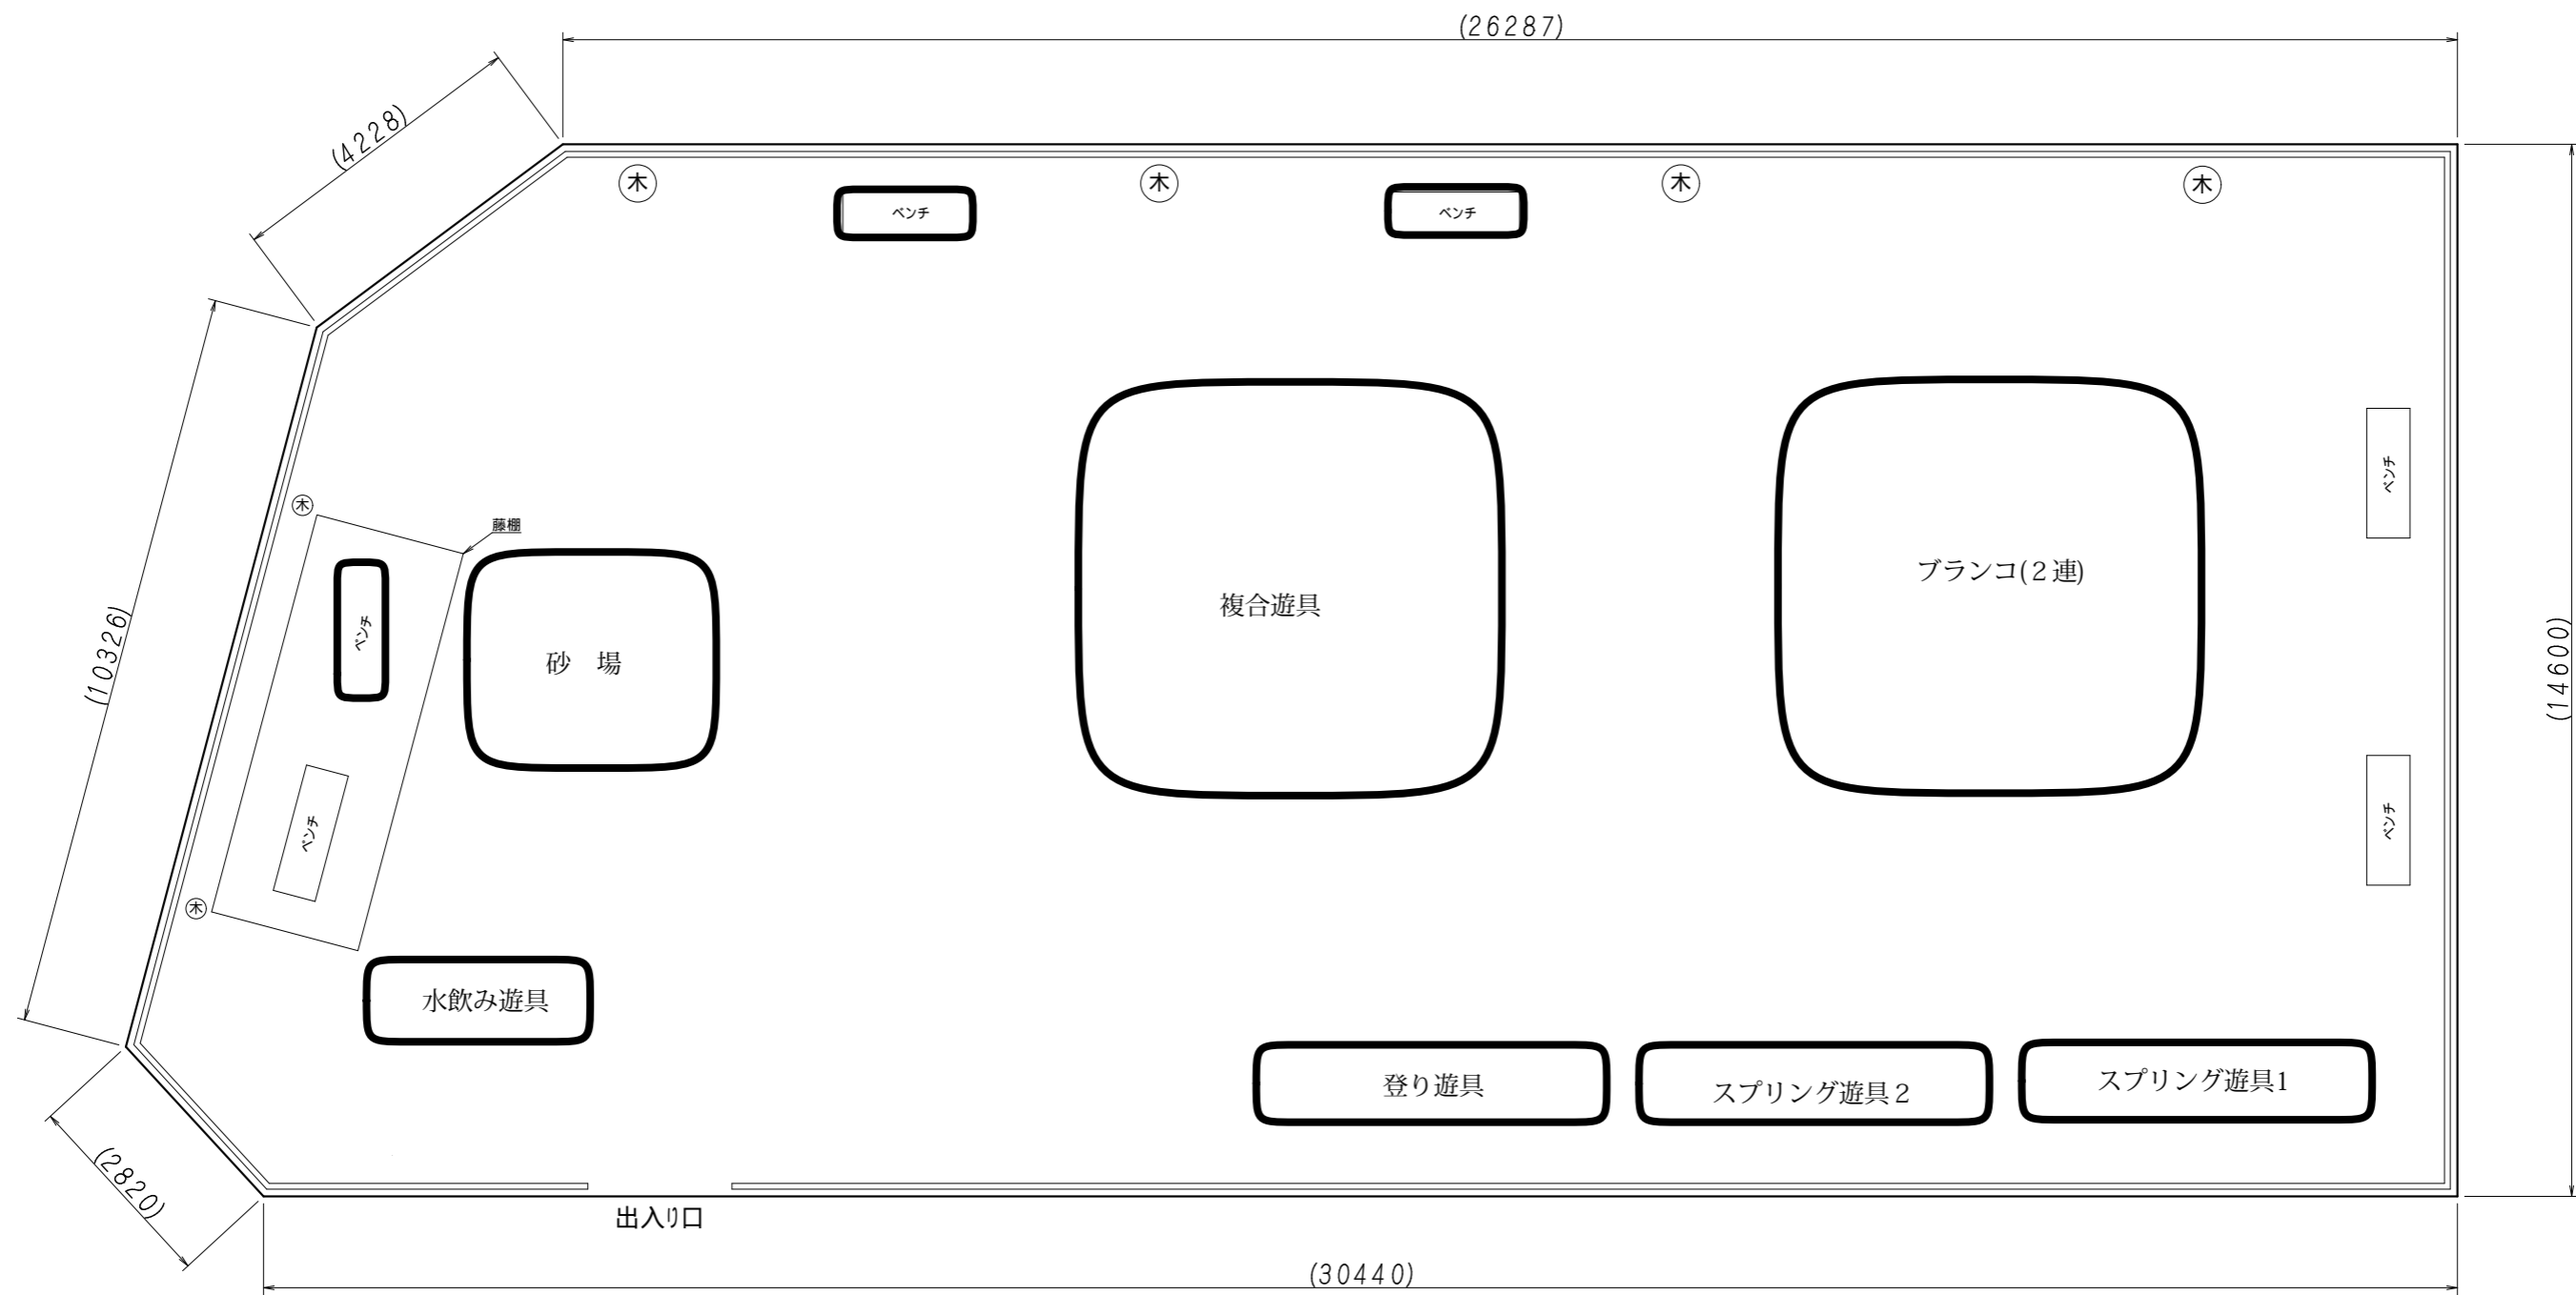 (26287)
(4228)
木
木
木
木
ベンチ
ベンチ
ベンチ
木
藤棚
ブランコ(２連)
複合遊具
ベンチ
砂　場
(10326)
(14600)
ベンチ
ベンチ
木
水飲み遊具
登り遊具
スプリング遊具２
スプリング遊具1
(2820)
出入り口
(30440)